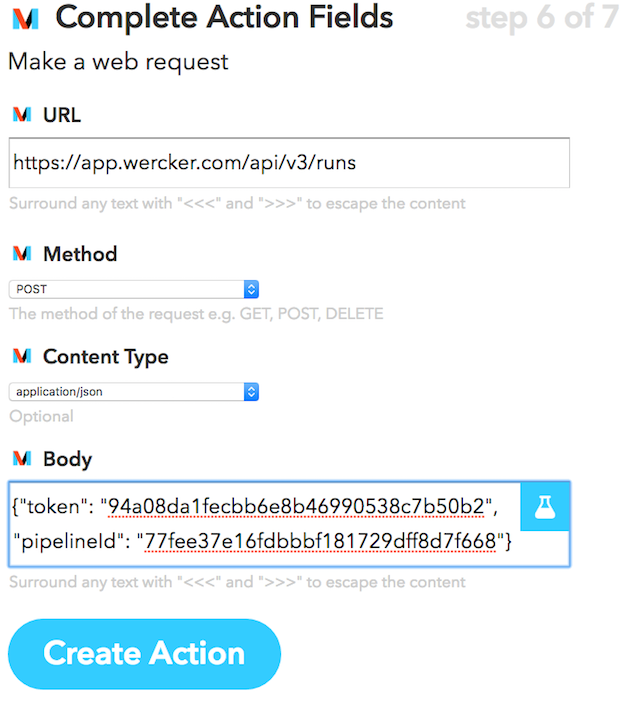 Complete Action Fields step 6 of 7
Make a web request
URL
https://app.wercker.com/api/v3/runs
Surround any text with "<<<" and ">>>" to escape the content
Method
POST
The method of the request e.g. GET, POST, DELETE
Content Type
application/json
Optional
Body
{"token": "94a08da1fecbb6e8b46990538c7b50b2",
"pipelineId": "77fee37e16fdbbbf181729dff8d7f668"}
Surround any text with "<<<" and ">>>" to escape the content
Create Action